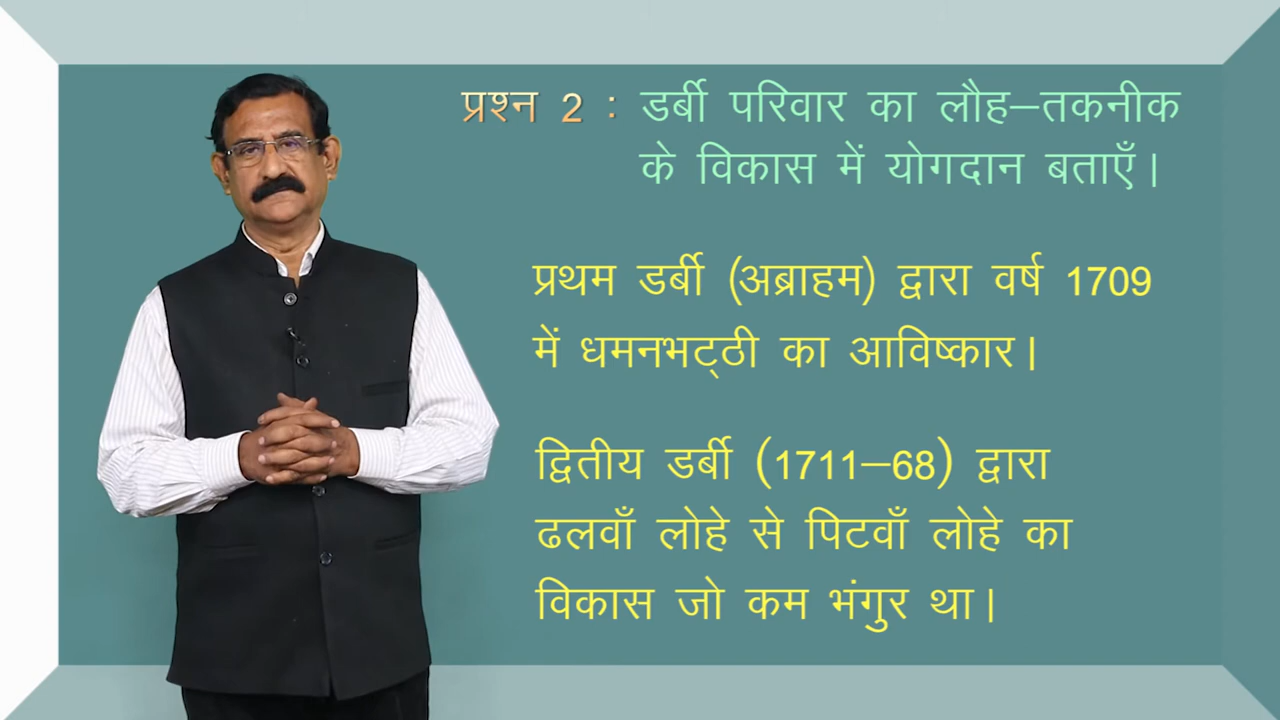 प्रश्न 2 : डर्बी परिवार का लौह–तकनीक
के विकास में योगदान बताएँ।
प्रथम डर्बी (अब्राहम) द्वारा वर्ष 1709
में धमनभट्ठी का आविष्कार।
द्वितीय डर्बी (1711–68) द्वारा
ढलवाँ लोहे से पिटवाँ लोहे का
विकास जो कम भंगुर था।